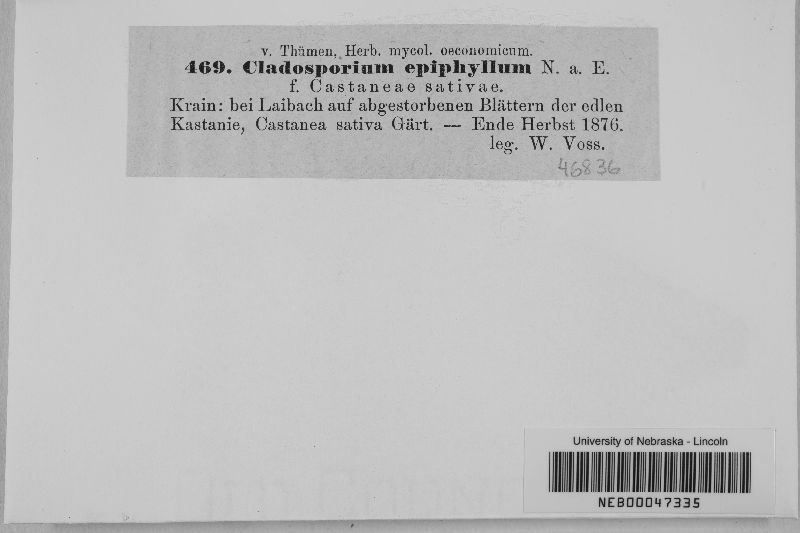 v. Thümen, Herb. mycol. oeconomicum.
469. Cladosporium epiphyllum N. a. E.
f. Castaneae sativae.
Krain: bei Laibach auf abgestorbenen Blättern der edlen
Kastanie, Castanea sativa Gärt. — Ende Herbst 1876.
leg. W. Voss.
46836
University of Nebraska - Lincoln
NEB00047335